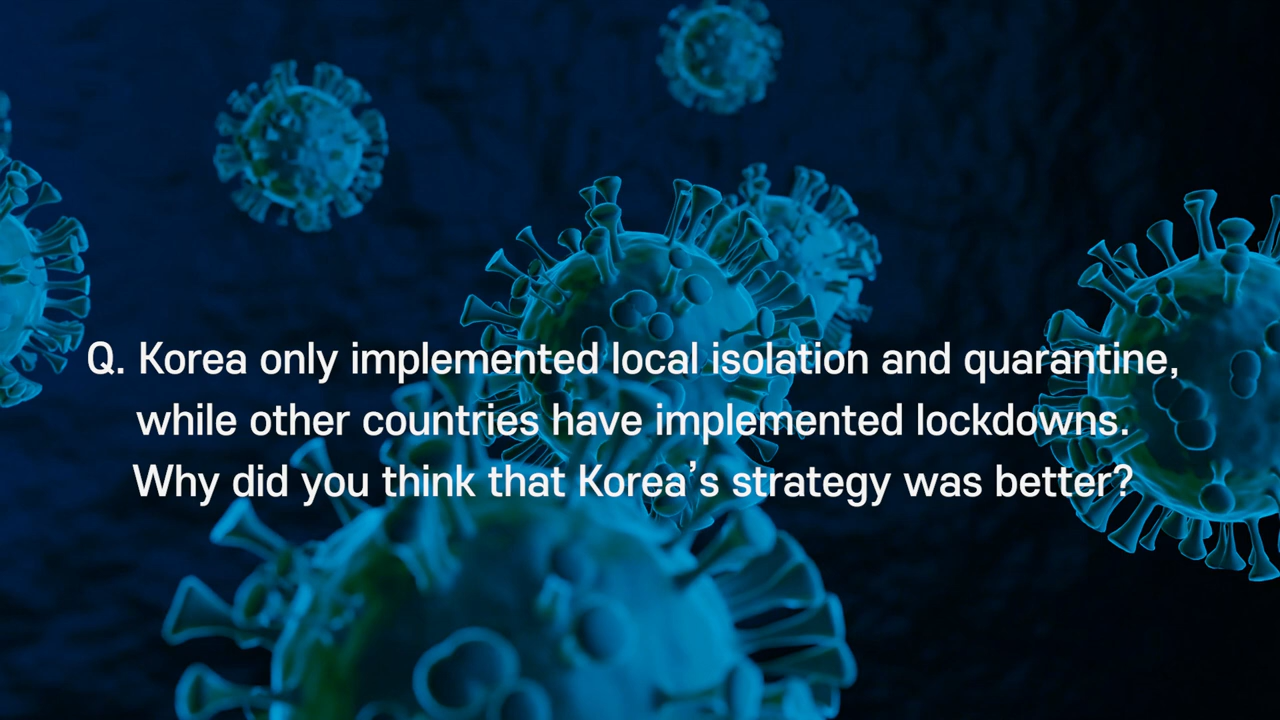 Q. Korea only implemented local isolation and quarantine,
while other countries have implemented lockdowns.
Why did you think that Korea’s strategy was better?